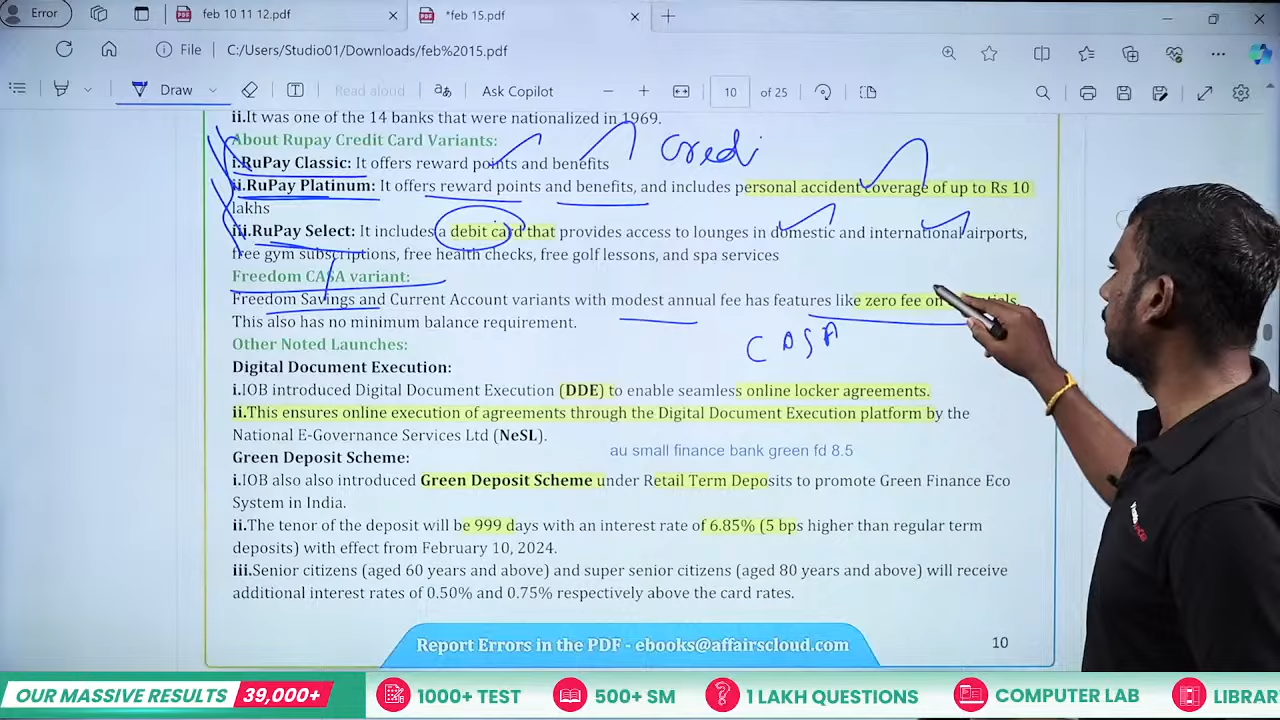 Error
feb 10 11 12.pdf
*feb 15.pdf
File
C:/Users/Studio01/Downloads/feb%2015.pdf
Draw
Read aloud
Ask Copilot
10
of 25
ii.It was one of the 14 banks that were nationalized in 1969.
About Rupay Credit Card Variants:
i.RuPay Classic: It offers reward points and benefits
Credi
ii.RuPay Platinum: It offers reward points and benefits, and includes personal accident coverage of up to Rs 10
lakhs
iii.RuPay Select: It includes a debit card that provides access to lounges in domestic and international airports,
free gym subscriptions, free health checks, free golf lessons, and spa services
Freedom CASA variant:
Freedom Savings and Current Account variants with modest annual fee has features like zero fee on
This also has no minimum balance requirement.
CASA
Other Noted Launches:
Digital Document Execution:
i.IOB introduced Digital Document Execution (DDE) to enable seamless online locker agreements.
ii.This ensures online execution of agreements through the Digital Document Execution platform by the
National E-Governance Services Ltd (NeSL).
au small finance bank green fd 8.5
Green Deposit Scheme:
i.IOB also also introduced Green Deposit Scheme under Retail Term Deposits to promote Green Finance Eco
System in India.
ii.The tenor of the deposit will be 999 days with an interest rate of 6.85% (5 bps higher than regular term
deposits) with effect from February 10, 2024.
iii.Senior citizens (aged 60 years and above) and super senior citizens (aged 80 years and above) will receive
additional interest rates of 0.50% and 0.75% respectively above the card rates.
Report Errors in the PDF - ebooks@affairscloud.com
10
OUR MASSIVE RESULTS 39,000+
1000+ TEST
500+ SM
1 LAKH QUESTIONS
COMPUTER LAB
LIBRAR